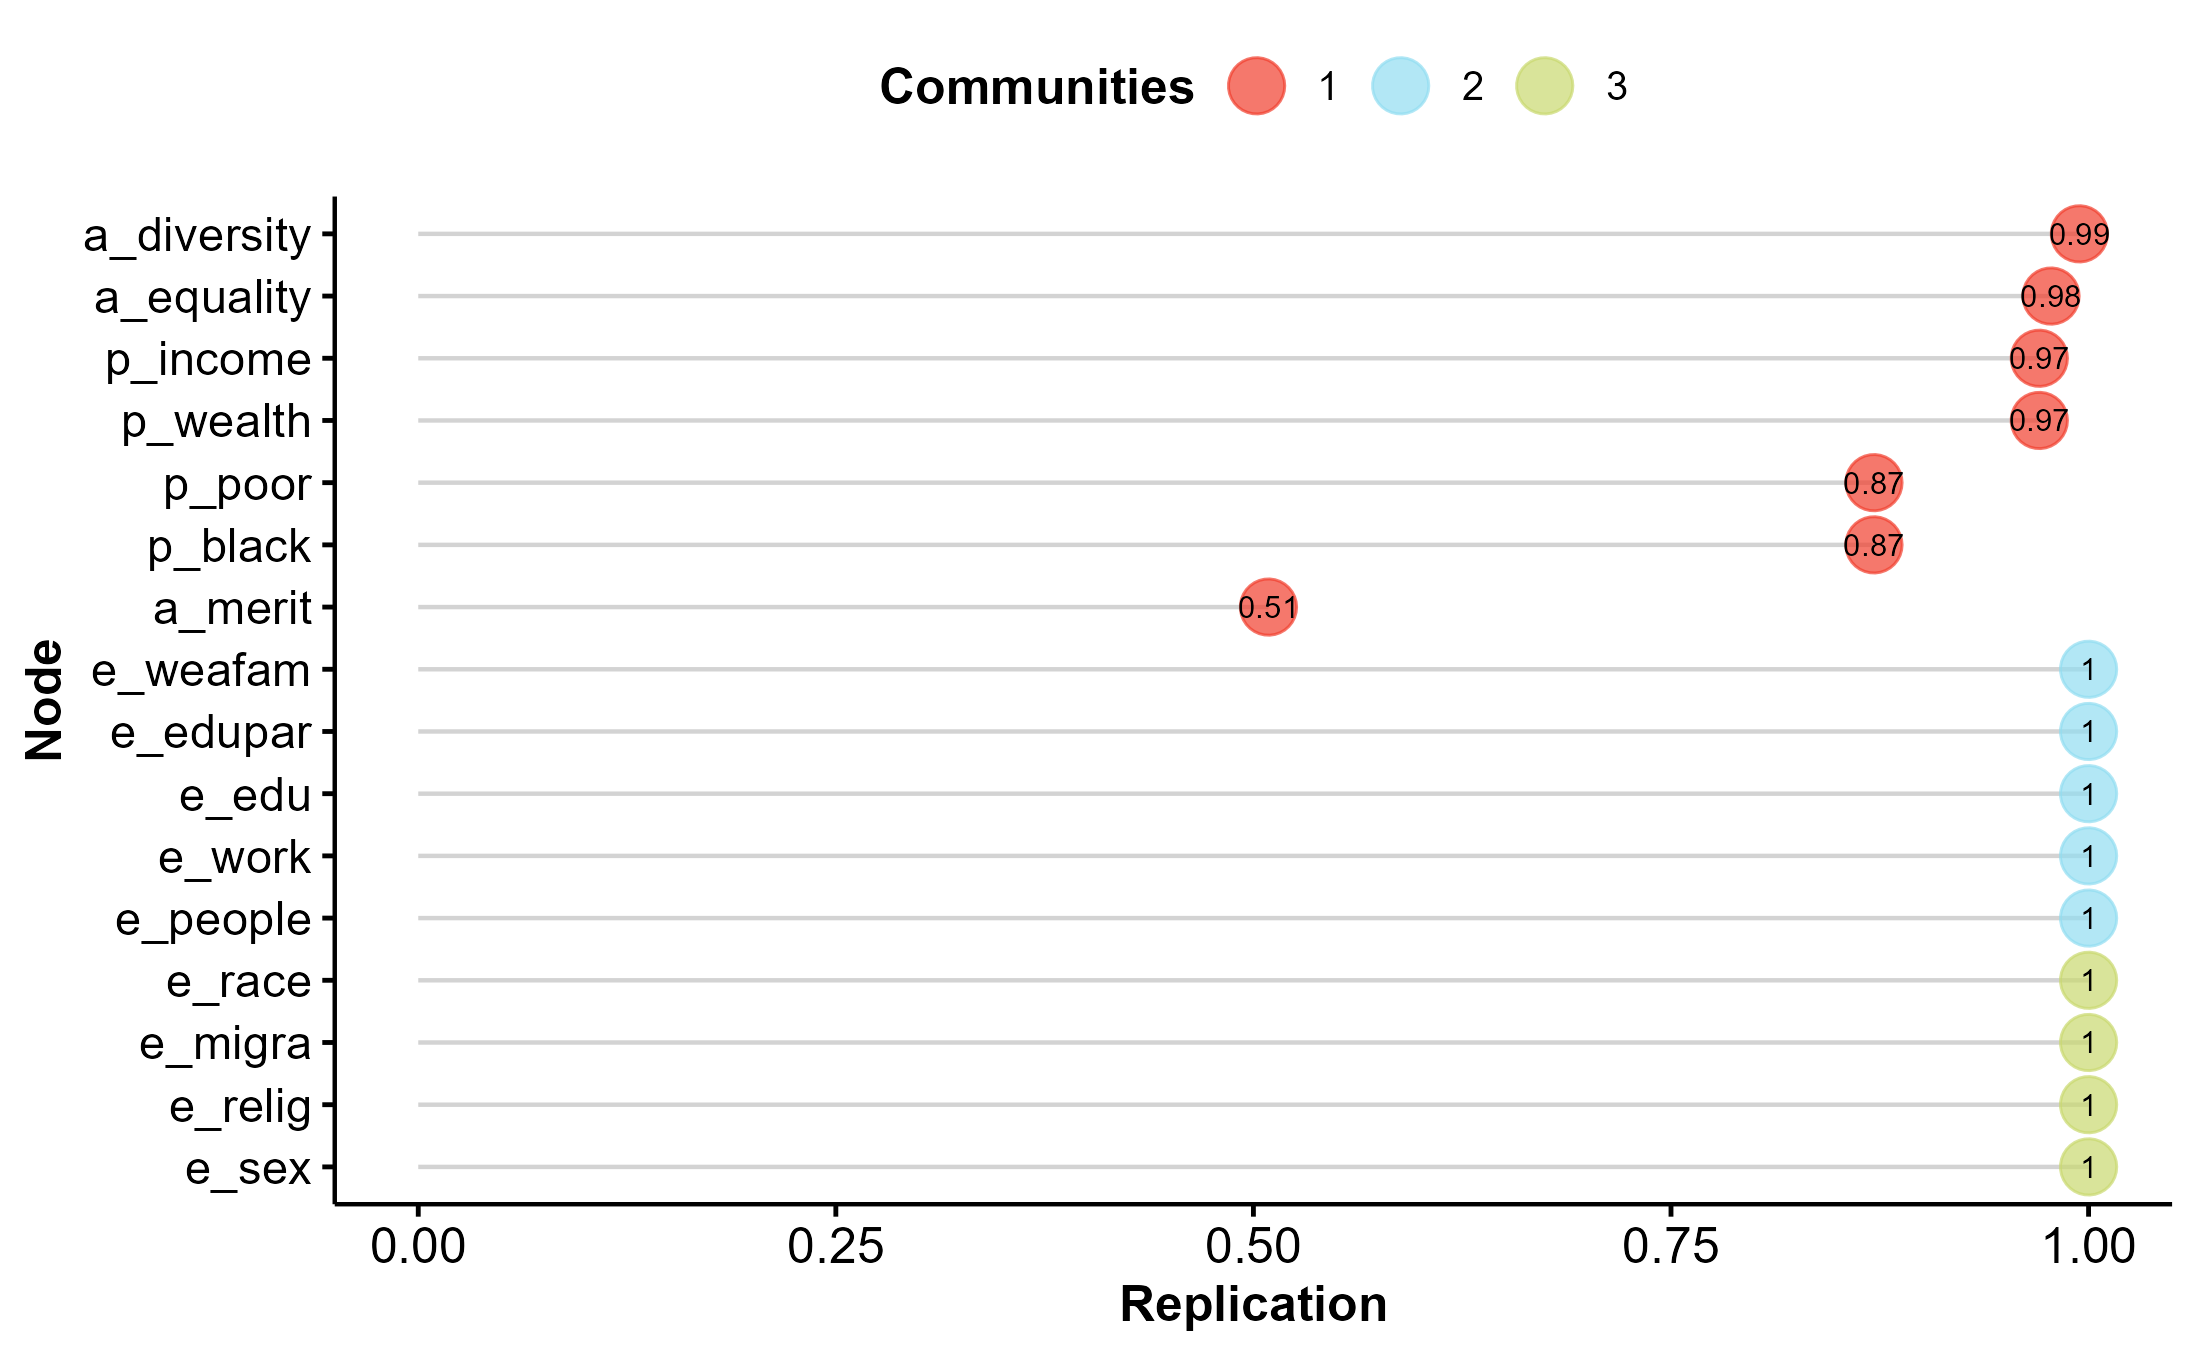 Communities 1 2 3
a_diversity 0.99
a_equality 0.98
p_income 0.97
p_wealth 0.97
p_poor 0.87
p_black 0.87
a_merit 0.51
e_weafam 1
e_edupar 1
e_edu 1
e_work 1
e_people 1
e_race 1
e_migra 1
e_relig 1
e_sex 1
Node
0.00 0.25 0.50 0.75 1.00
Replication